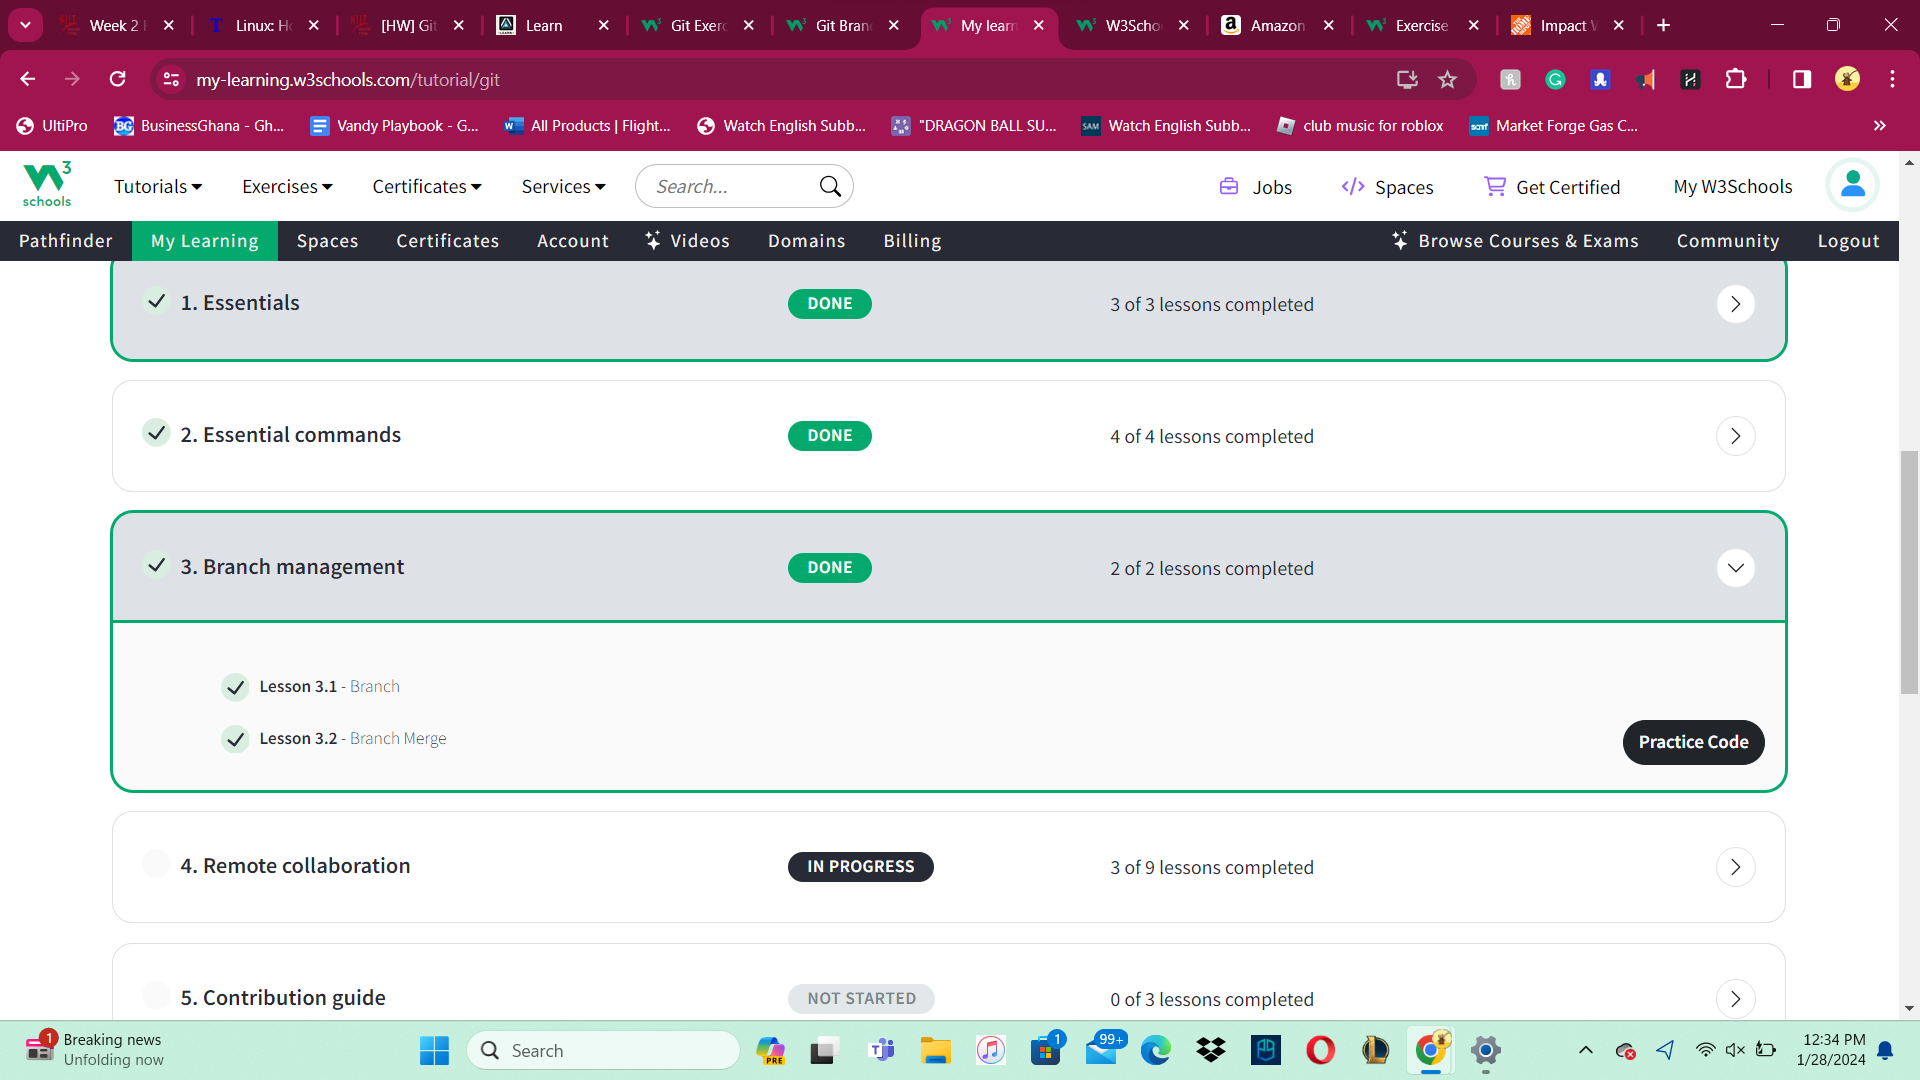 Week 2 H
Linux: Ho
[HW] Git
Learn
Git Exerc
Git Bran
My learn
W3Scho
Amazon
Exercise
Impact W
my-learning.w3schools.com/tutorial/git
UltiPro
BusinessGhana - Gh...
Vandy Playbook - G...
All Products | Flight...
Watch English Subb...
"DRAGON BALL SU...
Watch English Subb...
club music for roblox
Market Forge Gas C...
schools
Tutorials
Exercises
Certificates
Services
Search...
Jobs
Spaces
Get Certified
My W3Schools
Pathfinder
My Learning
Spaces
Certificates
Account
Videos
Domains
Billing
Browse Courses & Exams
Community
Logout
1. Essentials
DONE
3 of 3 lessons completed
2. Essential commands
DONE
4 of 4 lessons completed
3. Branch management
DONE
2 of 2 lessons completed
Lesson 3.1 - Branch
Lesson 3.2 - Branch Merge
Practice Code
4. Remote collaboration
IN PROGRESS
3 of 9 lessons completed
5. Contribution guide
NOT STARTED
0 of 3 lessons completed
1
Breaking news
Unfolding now
Search
PRE
1
99+
12:34 PM
1/28/2024